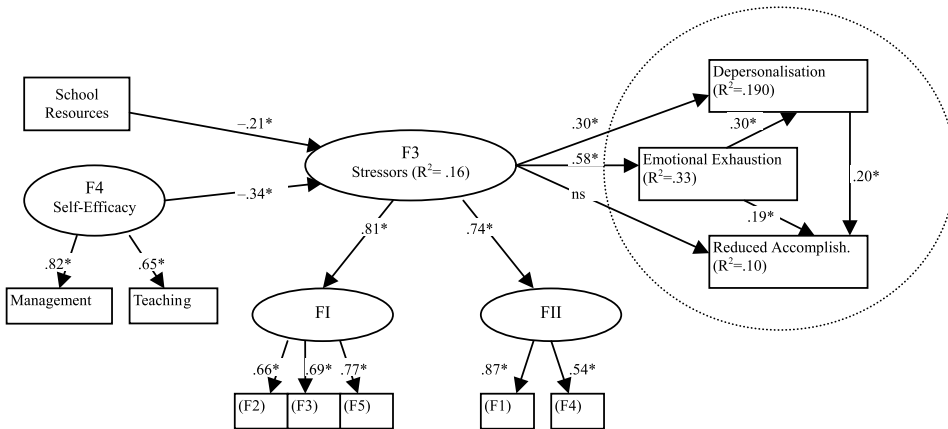 School
Resources
–.21*
F4
Self-Efficacy
–.34*
.82*
.65*
Management
Teaching
F3
Stressors (R²= .16)
.81*
.74*
FI
FII
.66*
.69*
.77*
.87*
.54*
(F2)
(F3)
(F5)
(F1)
(F4)
.30*
.58*
ns
Depersonalisation
(R²=.190)
.30*
Emotional Exhaustion
(R²=.33)
.20*
.19*
Reduced Accomplish.
(R²=.10)